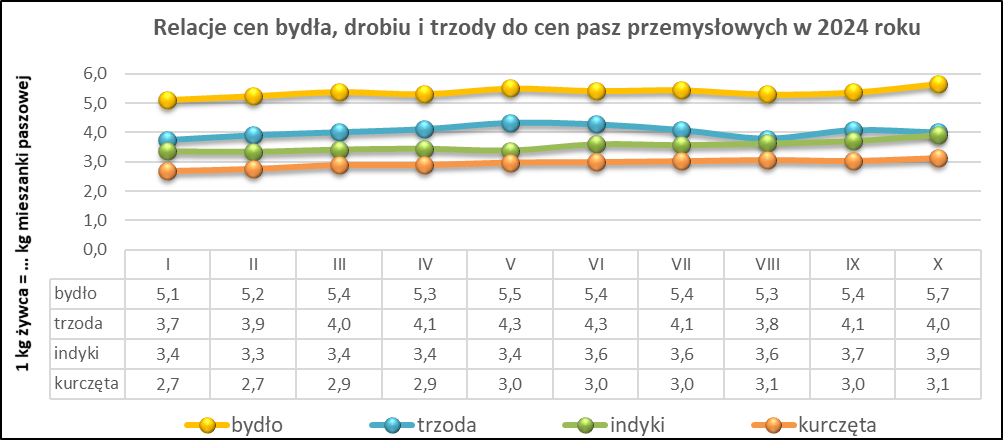 Relacje cen bydła, drobiu i trzody do cen pasz przemysłowych w 2024 roku
1 kg żywca = ... kg mieszanki paszowej
6,0
5,0
4,0
3,0
2,0
1,0
0,0
I II III IV V VI VII VIII IX X
bydło 5,1 5,2 5,4 5,3 5,5 5,4 5,4 5,3 5,4 5,7
trzoda 3,7 3,9 4,0 4,1 4,3 4,3 4,1 3,8 4,1 4,0
indyki 3,4 3,3 3,4 3,4 3,4 3,6 3,6 3,6 3,7 3,9
kurczęta 2,7 2,7 2,9 2,9 3,0 3,0 3,0 3,1 3,0 3,1
bydło trzoda indyki kurczęta